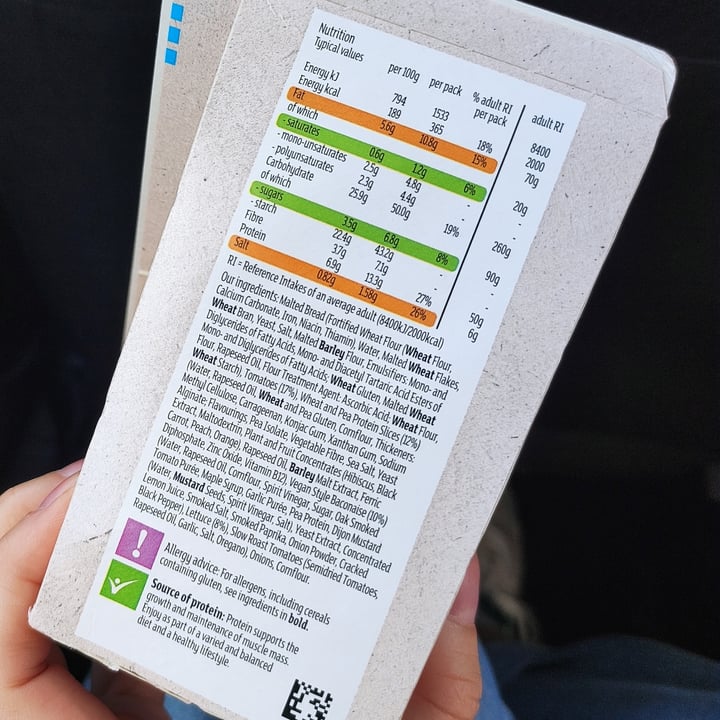 Nutrition
Typical values per 100g per pack % adult RI per pack adult RI
Energy kJ 794 1533 8400
Energy kcal 189 365 18% 2000
Fat 5.6g 10.8g 15% 70g
of which
- saturates 0.6g 1.2g 6% 20g
- mono-unsaturates 2.5g 4.8g - -
- polyunsaturates 2.3g 4.4g - -
Carbohydrate 25.9g 50.0g 19% 260g
of which
- sugars 3.5g 6.8g 8% 90g
- starch 22.4g 43.2g - -
Fibre 3.7g 7.1g - -
Protein 6.9g 13.3g 27% 50g
Salt 0.82g 1.58g 26% 6g
RI = Reference Intakes of an average adult (8400kJ/2000kcal)
Our ingredients: Malted Bread (Fortified Wheat Flour (Wheat Flour,
Calcium Carbonate, Iron, Niacin, Thiamin), Water, Malted Wheat Flakes,
Wheat Bran, Yeast, Salt, Malted Barley Flour, Emulsifiers: Mono- and
Diglycerides of Fatty Acids, Mono- and Diacetyl Tartaric Acid Esters of
Mono- and Diglycerides of Fatty Acids; Wheat Gluten, Malted Wheat
Flour, Rapeseed Oil, Flour Treatment Agent: Ascorbic Acid; Wheat Flour,
Wheat Starch), Tomatoes (17%), Wheat and Pea Protein Slices (12%)
(Water, Rapeseed Oil, Wheat and Pea Gluten, Cornflour, Thickeners:
Methyl Cellulose, Carrageenan, Konjac Gum, Xanthan Gum, Sodium
Alginate; Flavourings, Pea Isolate, Vegetable Fibre, Sea Salt, Yeast
Extract, Maltodextrin, Plant and Fruit Concentrates (Hibiscus, Black
Carrot, Peach, Orange), Rapeseed Oil, Barley Malt Extract, Ferric
Diphosphate, Zinc Oxide, Vitamin B12), Vegan Style Baconaise (10%)
(Water, Rapeseed Oil, Cornflour, Spirit Vinegar, Sugar, Oak Smoked
Tomato Purée, Maple Syrup, Garlic Purée, Pea Protein, Dijon Mustard
(Water, Mustard Seeds, Spirit Vinegar, Salt), Yeast Extract, Concentrated
Lemon Juice, Smoked Salt, Smoked Paprika, Onion Powder, Cracked
Black Pepper), Lettuce (8%), Slow Roast Tomatoes (Semidried Tomatoes,
Rapeseed Oil, Garlic, Salt, Oregano), Onions, Cornflour.
Allergy advice: For allergens, including cereals
containing gluten, see ingredients in bold.
Source of protein: Protein supports the
growth and maintenance of muscle mass.
Enjoy as part of a varied and balanced
diet and a healthy lifestyle.